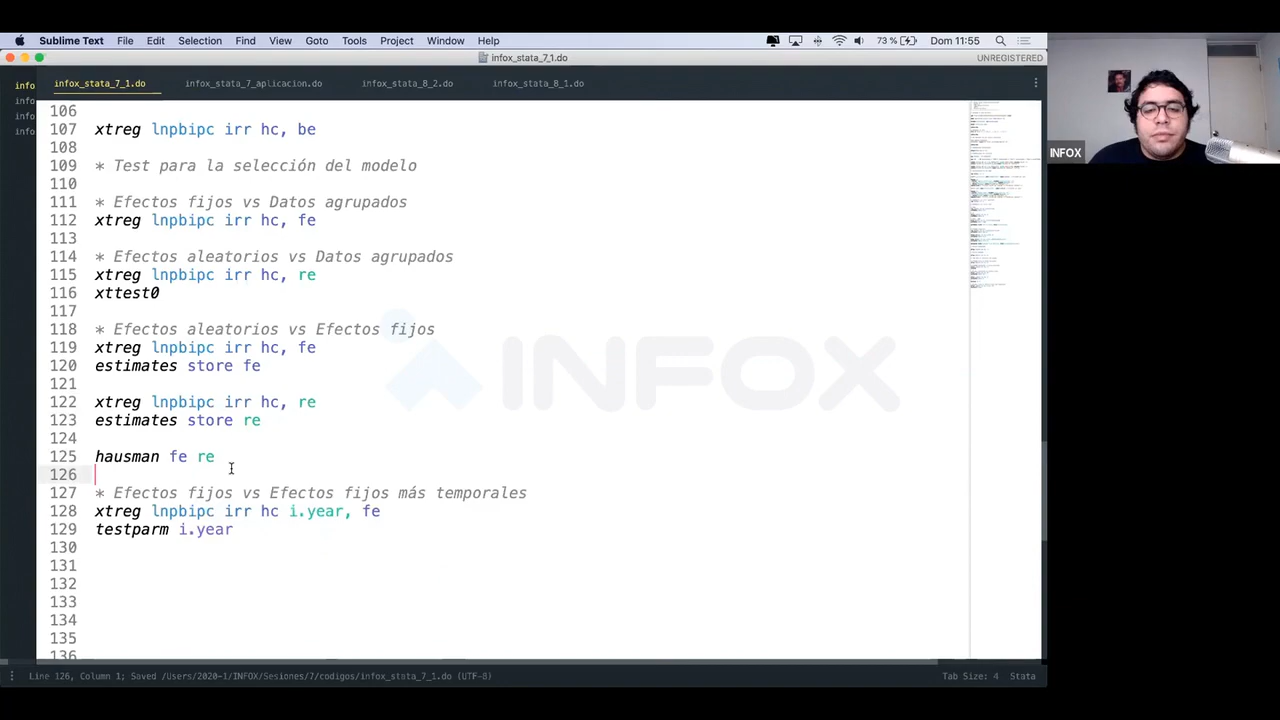 Sublime Text File Edit Selection Find View Goto Tools Project Window Help 73 % Dom 11:55
infox_stata_7_1.do UNREGISTERED
info infox_stata_7_1.do infox_stata_7_aplicacion.do infox_stata_8_2.do infox_stata_8_1.do
info
info
info
106
107 xtreg lnpbipc irr hc, be
108
109 * Test para la selección del modelo
110
111
112 xtreg lnpbipc irr hc, fe
113
114 vs Datos agrupados
115 xtreg lnpbipc irr hc, re
116 xttest0
117
118 * Efectos aleatorios vs Efectos fijos
119 xtreg lnpbipc irr hc, fe
120 estimates store fe
121
122 xtreg lnpbipc irr hc, re
123 estimates store re
124
125 hausman fe re
126
127 * Efectos fijos vs Efectos fijos más temporales
128 xtreg lnpbipc irr hc i.year, fe
129 testparm i.year
130
131
132
133
134
135
136
INFOX
INFOX
Line 126, Column 1; Saved /Users/2020-1/INFOX/Sesiones/7/codigos/infox_stata_7_1.do (UTF-8) Tab Size: 4 Stata